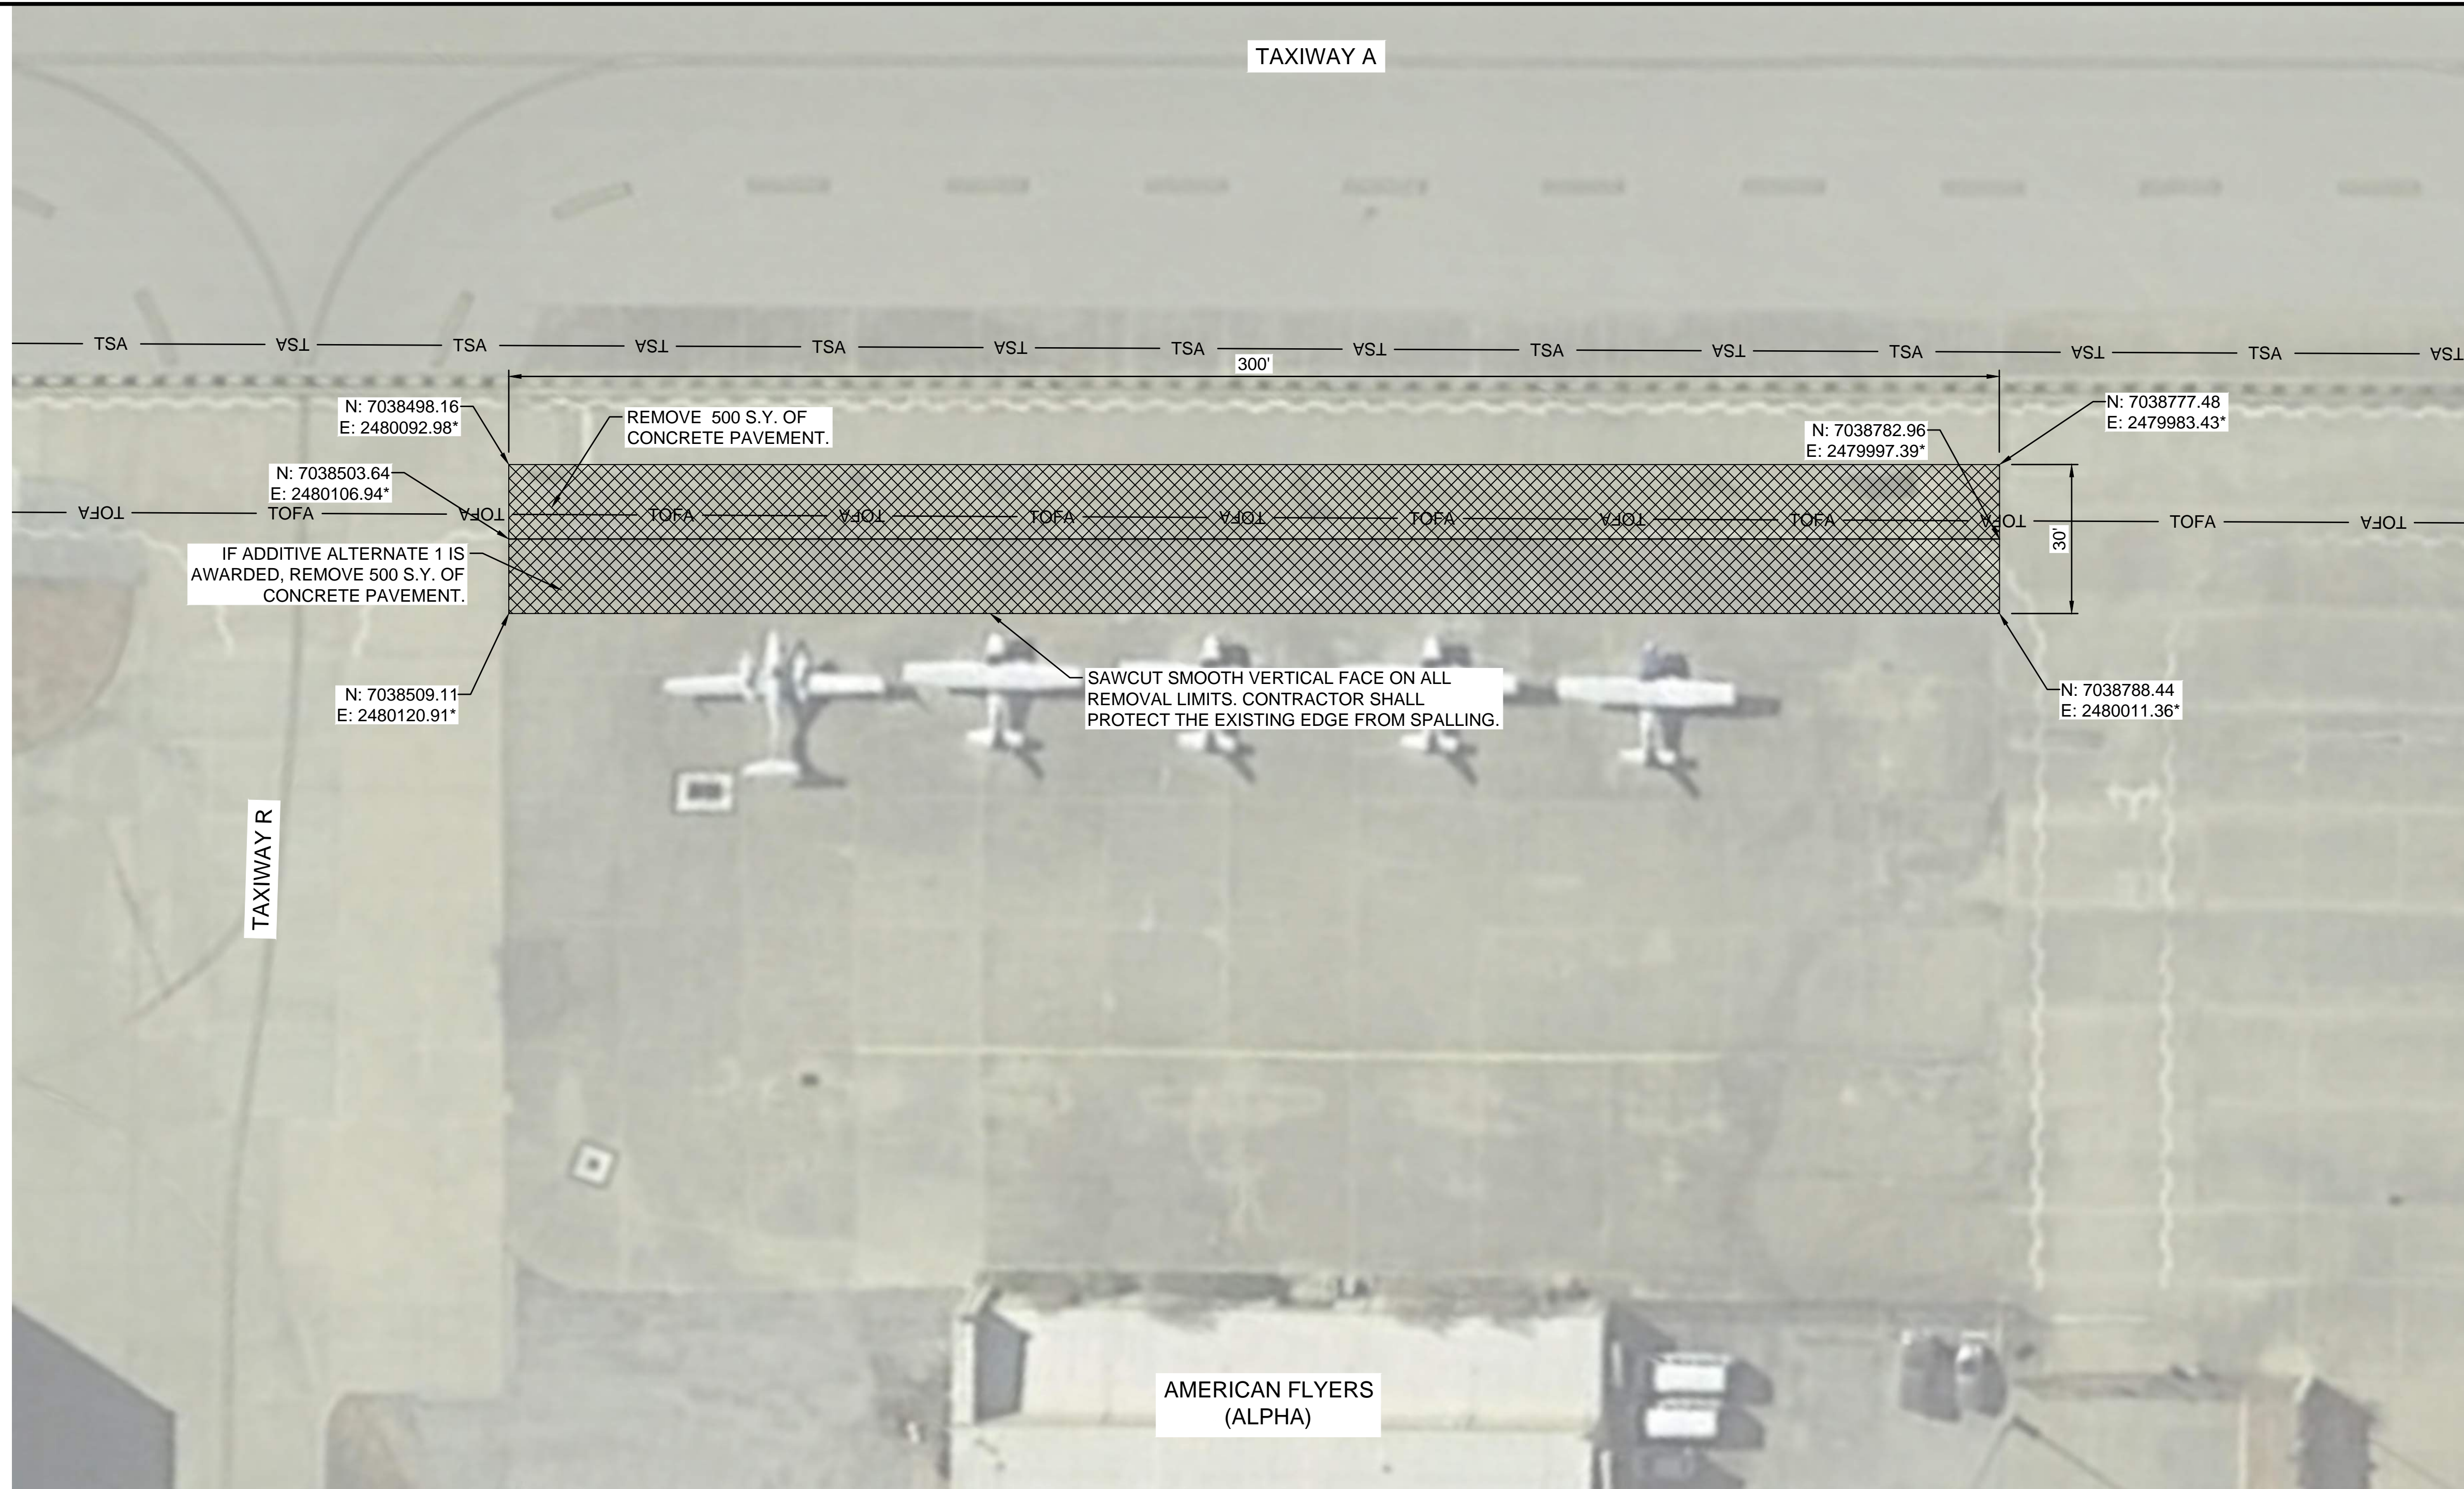 TAXIWAY A
TSA TSA TSA TSA TSA TSA TSA TSA TSA TSA TSA TSA TSA TSA
300'
N: 7038498.16
E: 2480092.98*
REMOVE  500 S.Y. OF
CONCRETE PAVEMENT.
N: 7038777.48
E: 2479983.43*
N: 7038782.96
E: 2479997.39*
N: 7038503.64
E: 2480106.94*
TOFA TOFA TOFA TOFA TOFA TOFA TOFA TOFA TOFA TOFA TOFA TOFA TOFA
30'
IF ADDITIVE ALTERNATE 1 IS
AWARDED, REMOVE 500 S.Y. OF
CONCRETE PAVEMENT.
SAWCUT SMOOTH VERTICAL FACE ON ALL
REMOVAL LIMITS. CONTRACTOR SHALL
PROTECT THE EXISTING EDGE FROM SPALLING.
N: 7038509.11
E: 2480120.91*
N: 7038788.44
E: 2480011.36*
TAXIWAY R
AMERICAN FLYERS
(ALPHA)